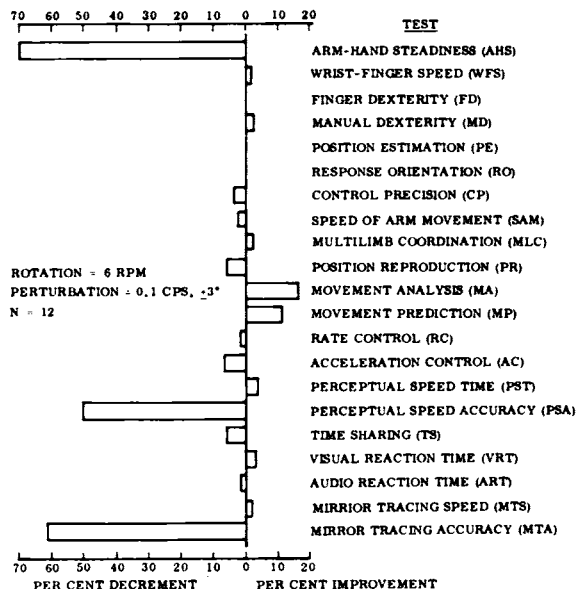 70 60 50 40 30 20 10 0 10 20
TEST
ARM-HAND STEADINESS (AHS)
WRIST-FINGER SPEED (WFS)
FINGER DEXTERITY (FD)
MANUAL DEXTERITY (MD)
POSITION ESTIMATION (PE)
RESPONSE ORIENTATION (RO)
CONTROL PRECISION (CP)
SPEED OF ARM MOVEMENT (SAM)
MULTILIMB COORDINATION (MLC)
POSITION REPRODUCTION (PR)
MOVEMENT ANALYSIS (MA)
MOVEMENT PREDICTION (MP)
RATE CONTROL (RC)
ACCELERATION CONTROL (AC)
PERCEPTUAL SPEED TIME (PST)
PERCEPTUAL SPEED ACCURACY (PSA)
TIME SHARING (TS)
VISUAL REACTION TIME (VRT)
AUDIO REACTION TIME (ART)
MIRRIOR TRACING SPEED (MTS)
MIRROR TRACING ACCURACY (MTA)
ROTATION = 6 RPM
PERTURBATION = 0.1 CPS, ±3°
N = 12
70 60 50 40 30 20 10 0 10 20
PER CENT DECREMENT PER CENT IMPROVEMENT